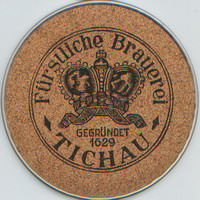 Fürstliche Brauerei
GEGRÜNDET
1629
TICHAU